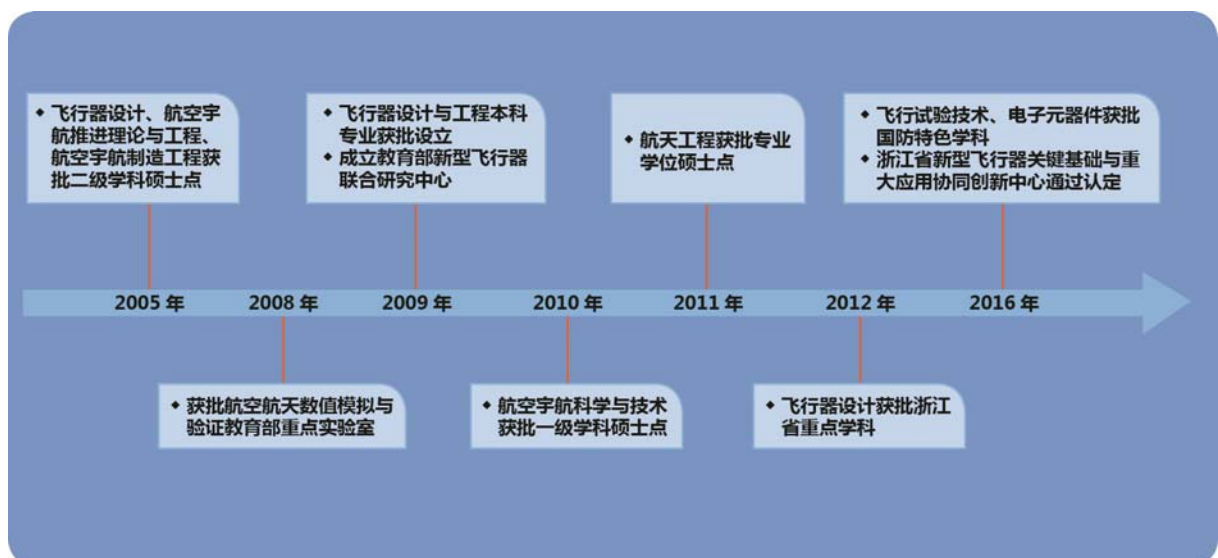 ◆ 飞行器设计、航空宇
航推进理论与工程、
航空宇航制造工程获
批二级学科硕士点
◆ 飞行器设计与工程本科
专业获批设立
◆ 成立教育部新型飞行器
联合研究中心
◆ 航天工程获批专业
学位硕士点
◆ 飞行试验技术、电子元器件获批
国防特色学科
◆ 浙江省新型飞行器关键基础与重
大应用协同创新中心通过认定
2005 年 2008 年 2009 年 2010 年 2011 年 2012 年 2016 年
◆ 获批航空航天数值模拟与
验证教育部重点实验室
◆ 航空宇航科学与技术
获批一级学科硕士点
◆ 飞行器设计获批浙江
省重点学科